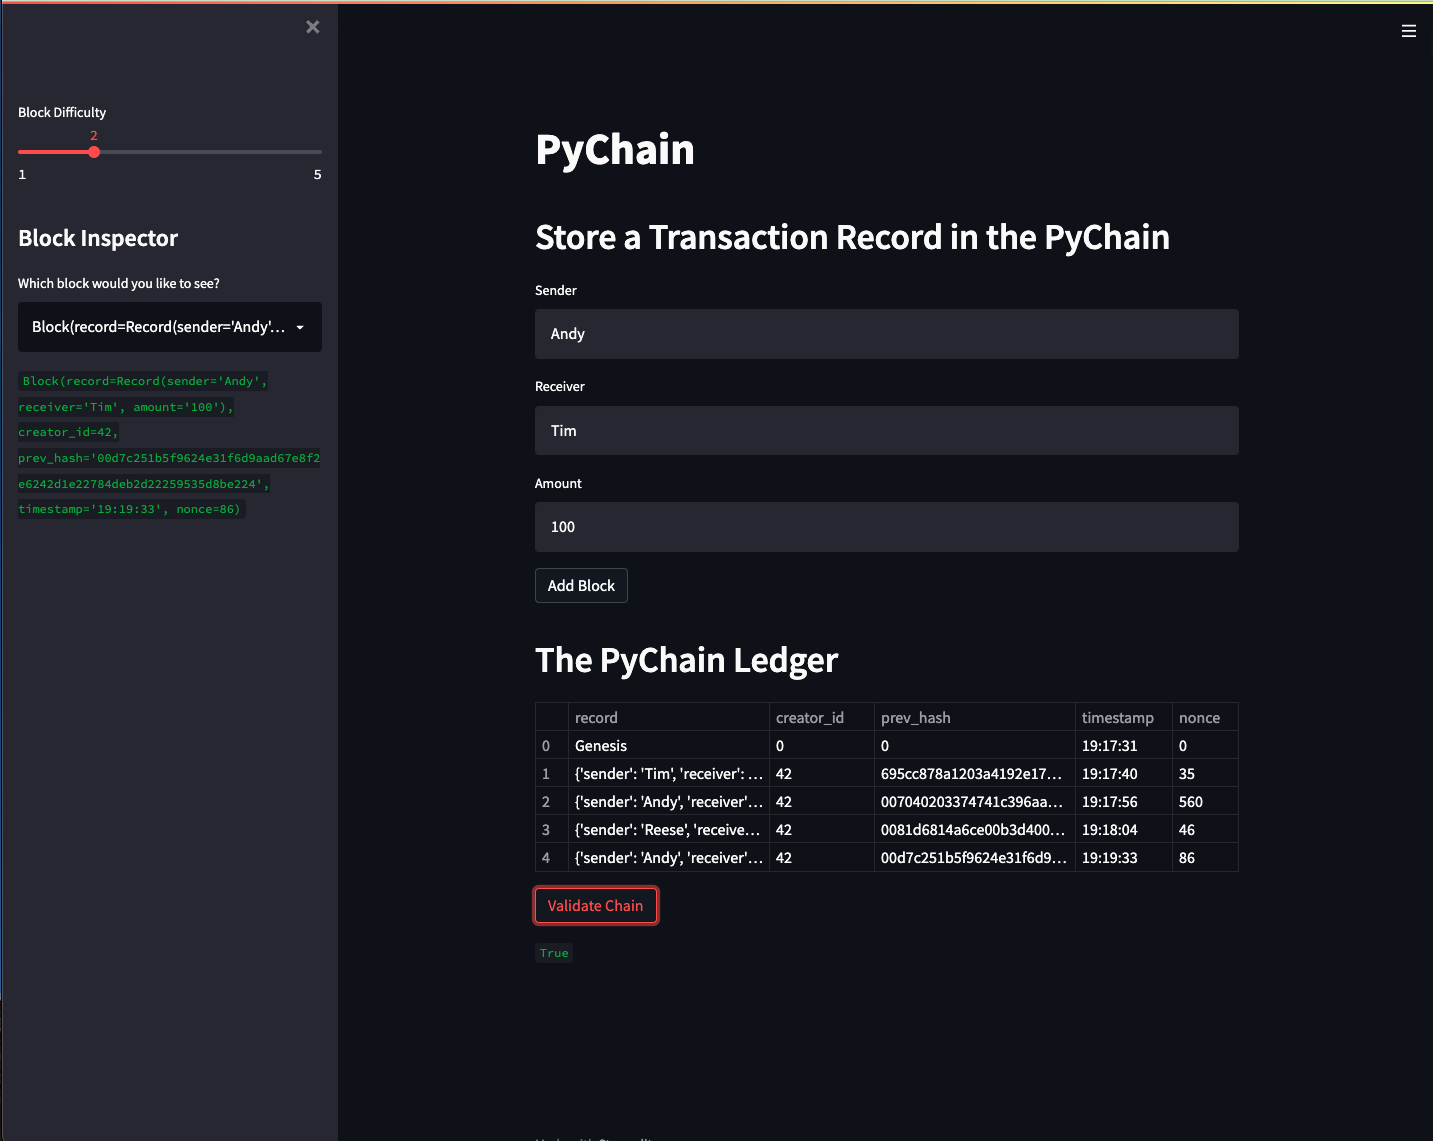 Block Difficulty
2
1 5
Block Inspector
Which block would you like to see?
Block(record=Record(sender='Andy'...
Block(record=Record(sender='Andy',
receiver='Tim', amount='100'),
creator_id=42,
prev_hash='00d7c251b5f9624e31f6d9aad67e8f2
e6242d1e22784deb2d22259535d8be224',
timestamp='19:19:33', nonce=86)
PyChain
Store a Transaction Record in the PyChain
Sender
Andy
Receiver
Tim
Amount
100
Add Block
The PyChain Ledger
record creator_id prev_hash timestamp nonce
0 Genesis 0 0 19:17:31 0
1 {'sender': 'Tim', 'receiver': ... 42 695cc878a1203a4192e17... 19:17:40 35
2 {'sender': 'Andy', 'receiver'... 42 007040203374741c396aa... 19:17:56 560
3 {'sender': 'Reese', 'receive... 42 0081d6814a6ce00b3d400... 19:18:04 46
4 {'sender': 'Andy', 'receiver'... 42 00d7c251b5f9624e31f6d9... 19:19:33 86
Validate Chain
True